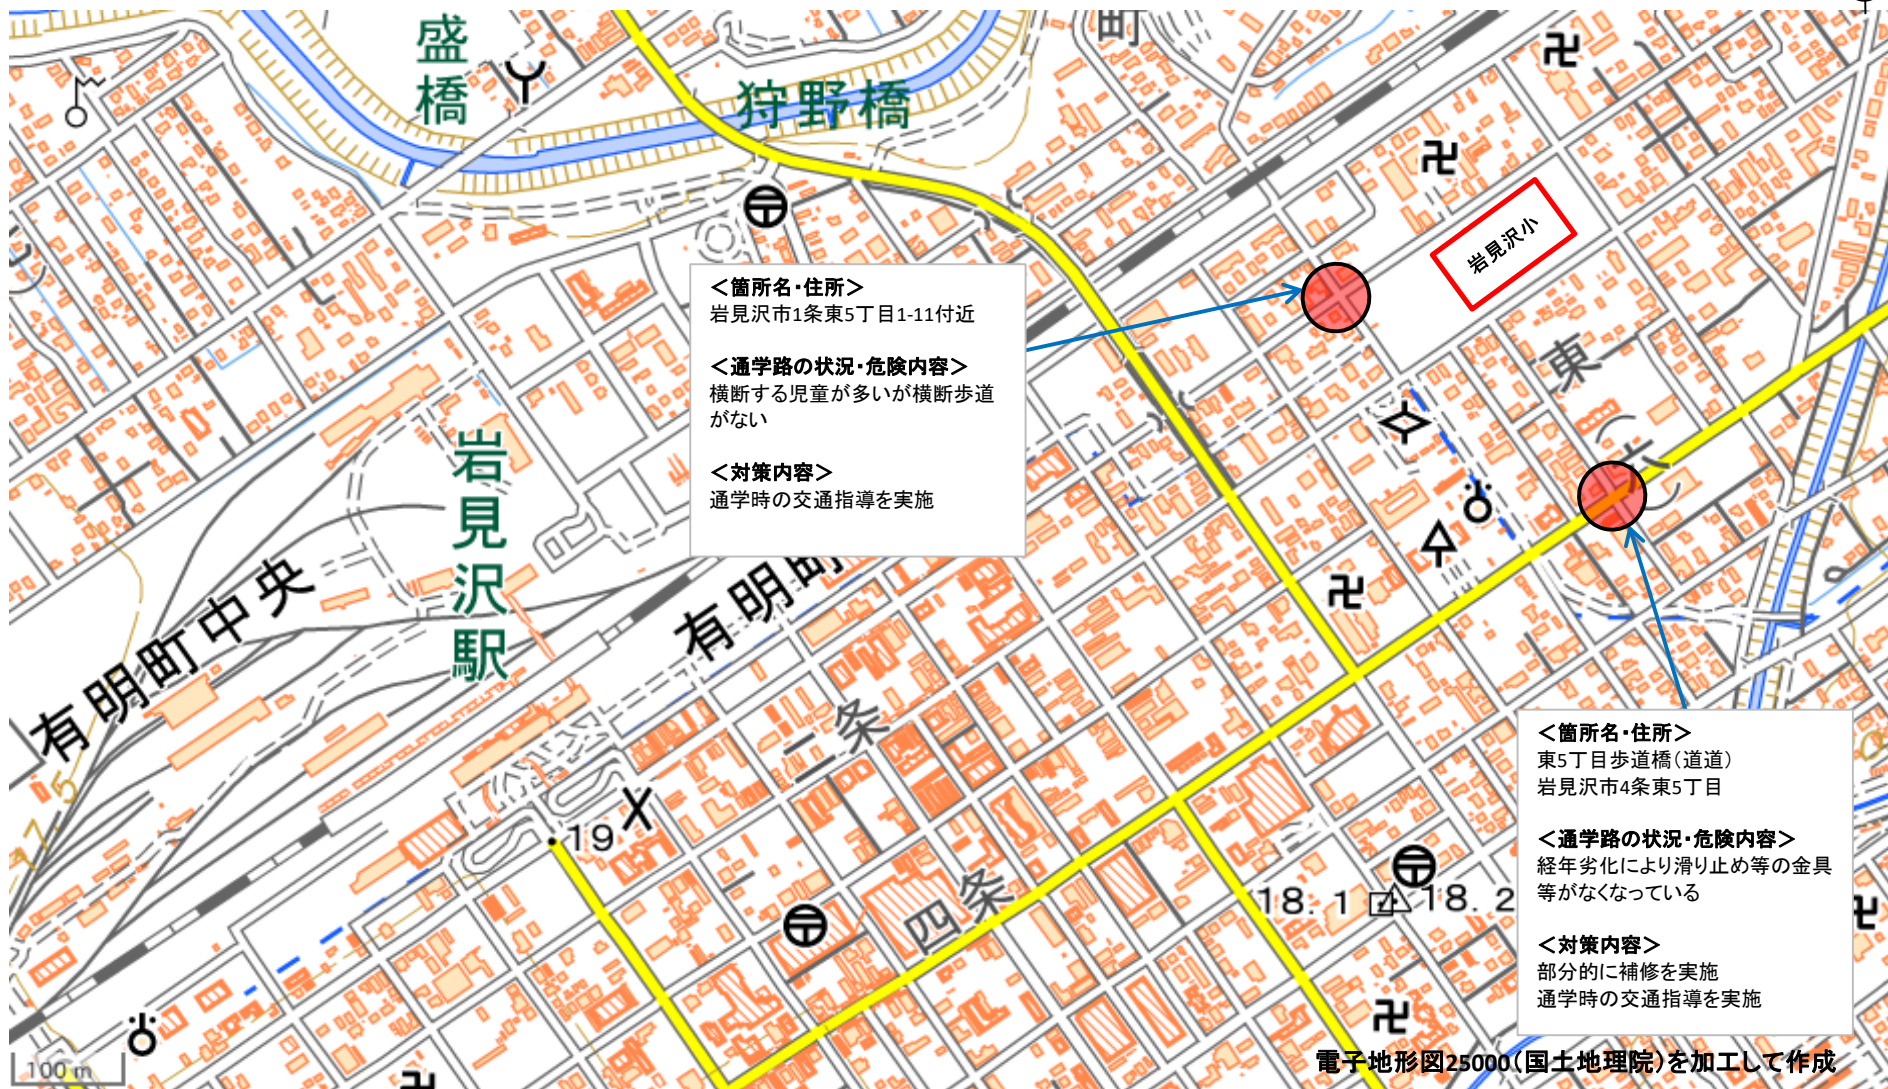 盛橋
狩野橋
町
岩見沢小
<箇所名・住所>
岩見沢市1条東5丁目1-11付近
<通学路の状況・危険内容>
横断する児童が多いが横断歩道
がない
<対策内容>
通学時の交通指導を実施
東
六
岩見沢駅
有明町中央
有明町
二条
四条
19
18.1
18.2
75
17
<箇所名・住所>
東5丁目歩道橋(道道)
岩見沢市4条東5丁目
<通学路の状況・危険内容>
経年劣化により滑り止め等の金具
等がなくなっている
<対策内容>
部分的に補修を実施
通学時の交通指導を実施
100 m
電子地形図25000(国土地理院)を加工して作成